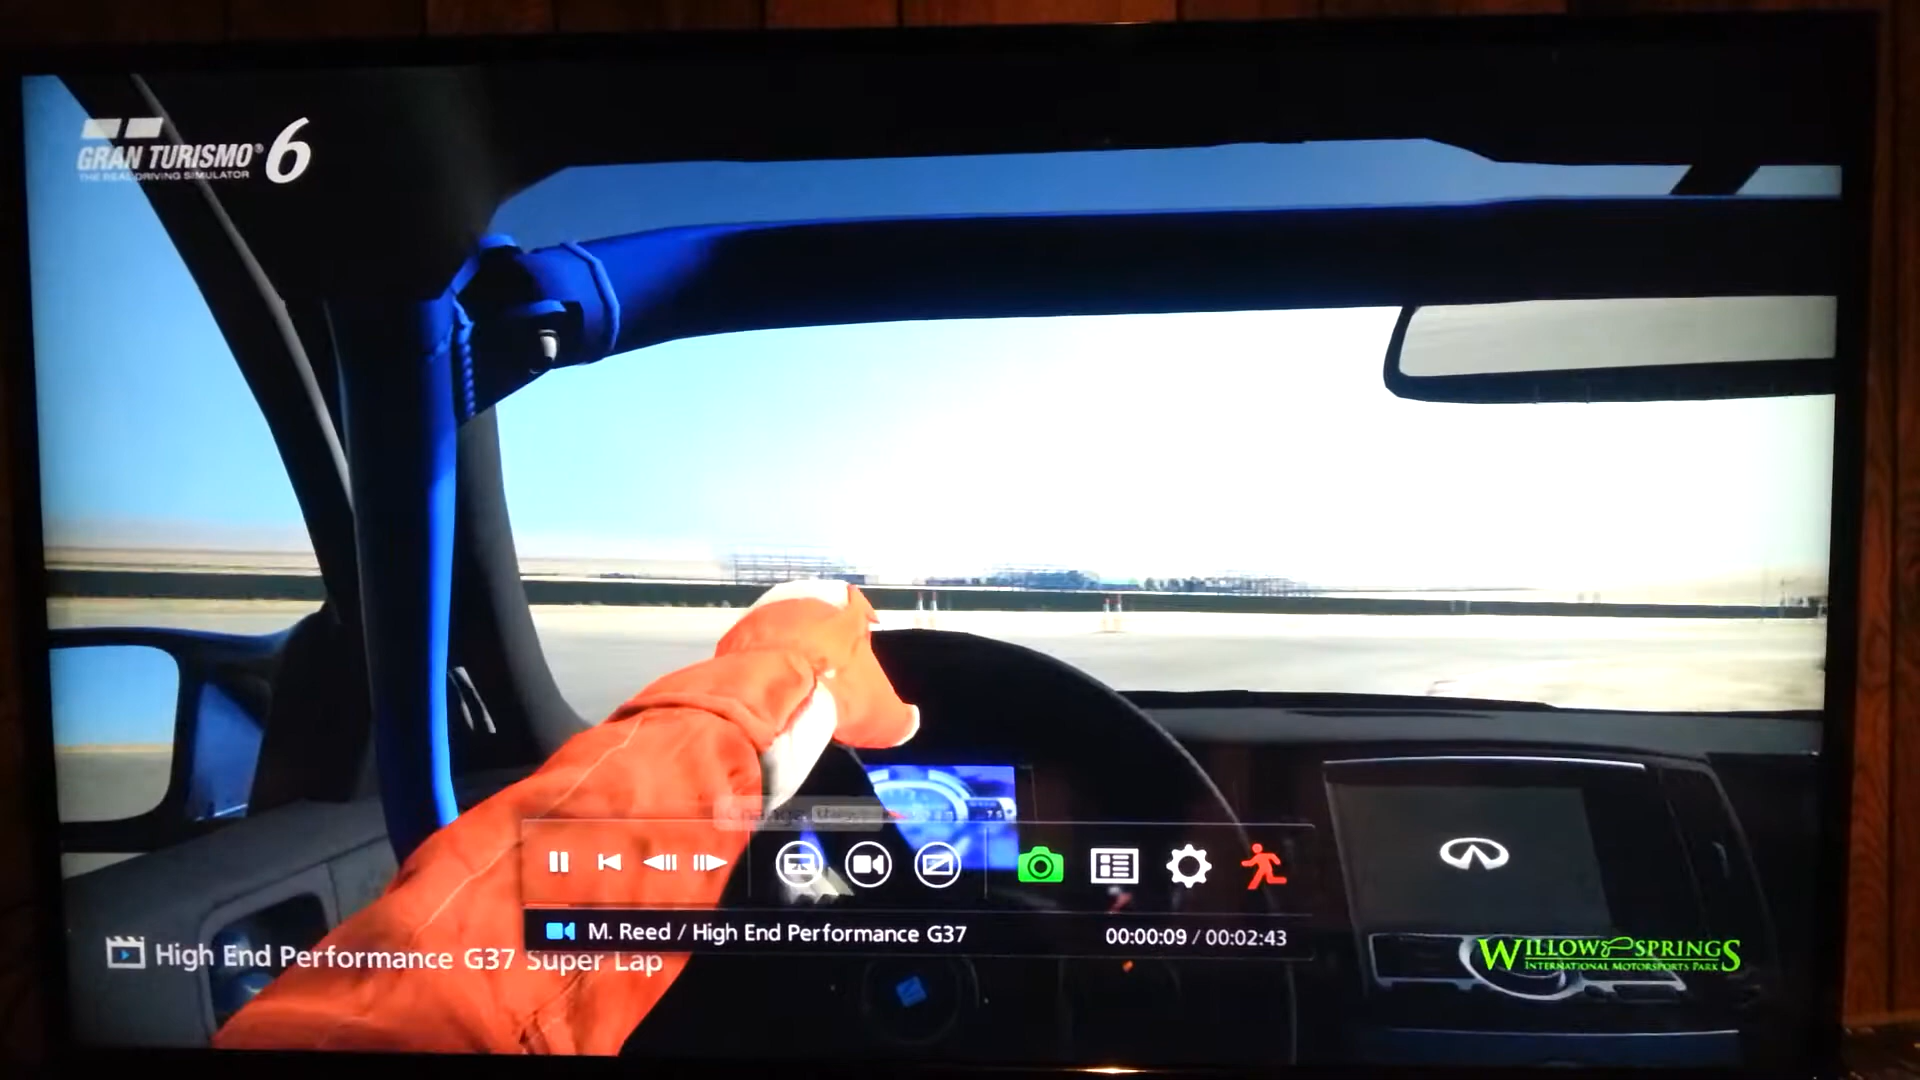 GRAN TURISMO® 6
THE REAL DRIVING SIMULATOR
M. Reed / High End Performance G37
00:00:09 / 00:02:43
High End Performance G37 Super Lap
WILLOW SPRINGS
INTERNATIONAL MOTORSPORTS PARK